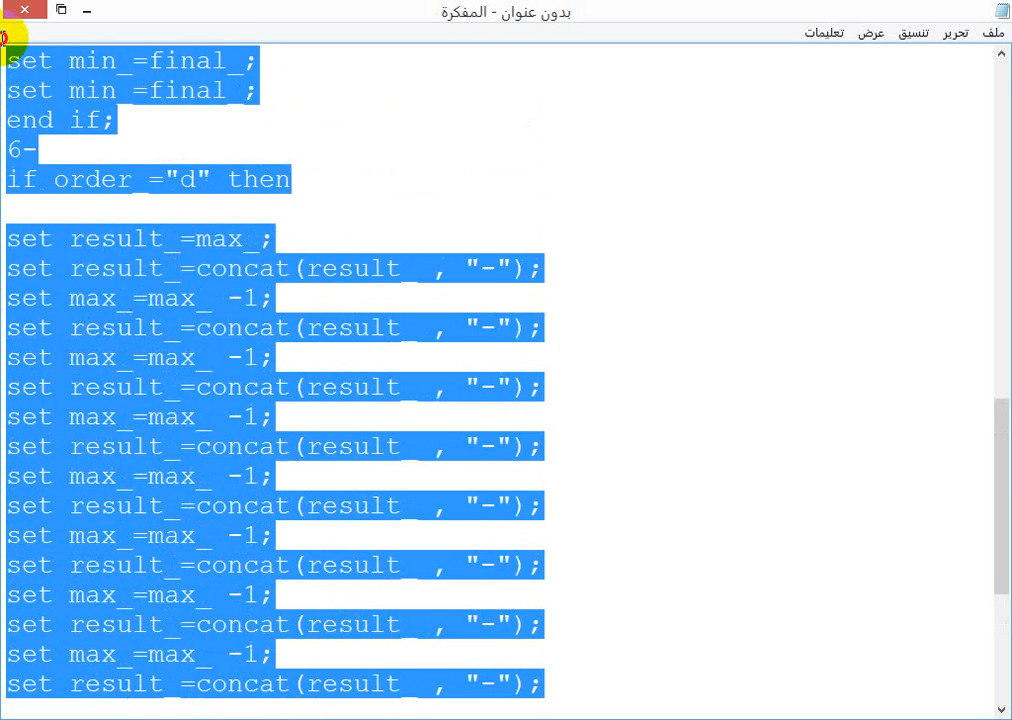 بدون عنوان - المفكرة
ملف تحرير تنسيق عرض تعليمات
set min_=final_;
set min_=final_;
end if;
6-
if order_="d" then
set result_=max_;
set result_=concat(result_ , "-");
set max_=max_ -1;
set result_=concat(result_ , "-");
set max_=max_ -1;
set result_=concat(result_ , "-");
set max_=max_ -1;
set result_=concat(result_ , "-");
set max_=max_ -1;
set result_=concat(result_ , "-");
set max_=max_ -1;
set result_=concat(result_ , "-");
set max_=max_ -1;
set result_=concat(result_ , "-");
set max_=max_ -1;
set result_=concat(result_ , "-");